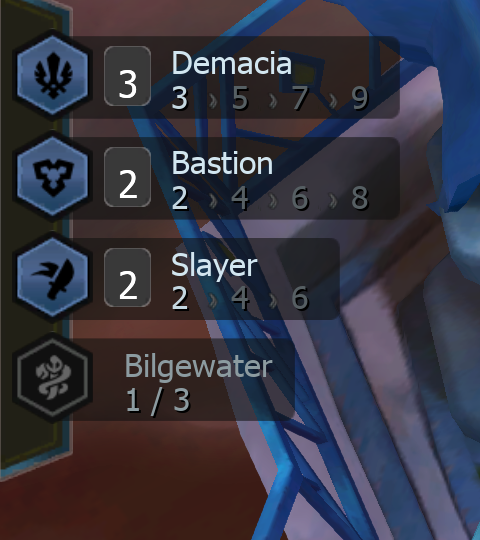 Demacia
3 3 › 5 › 7 › 9
Bastion
2 2 › 4 › 6 › 8
Slayer
2 2 › 4 › 6
Bilgewater
1 / 3